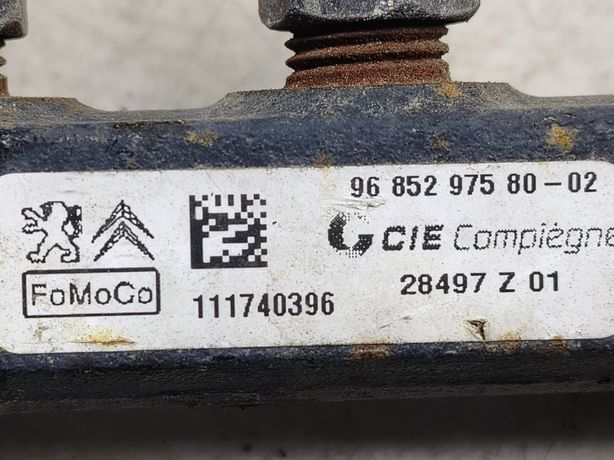 96 852 975 80-02
CIE Compiègne
FoMoCo
111740396
28497 Z 01